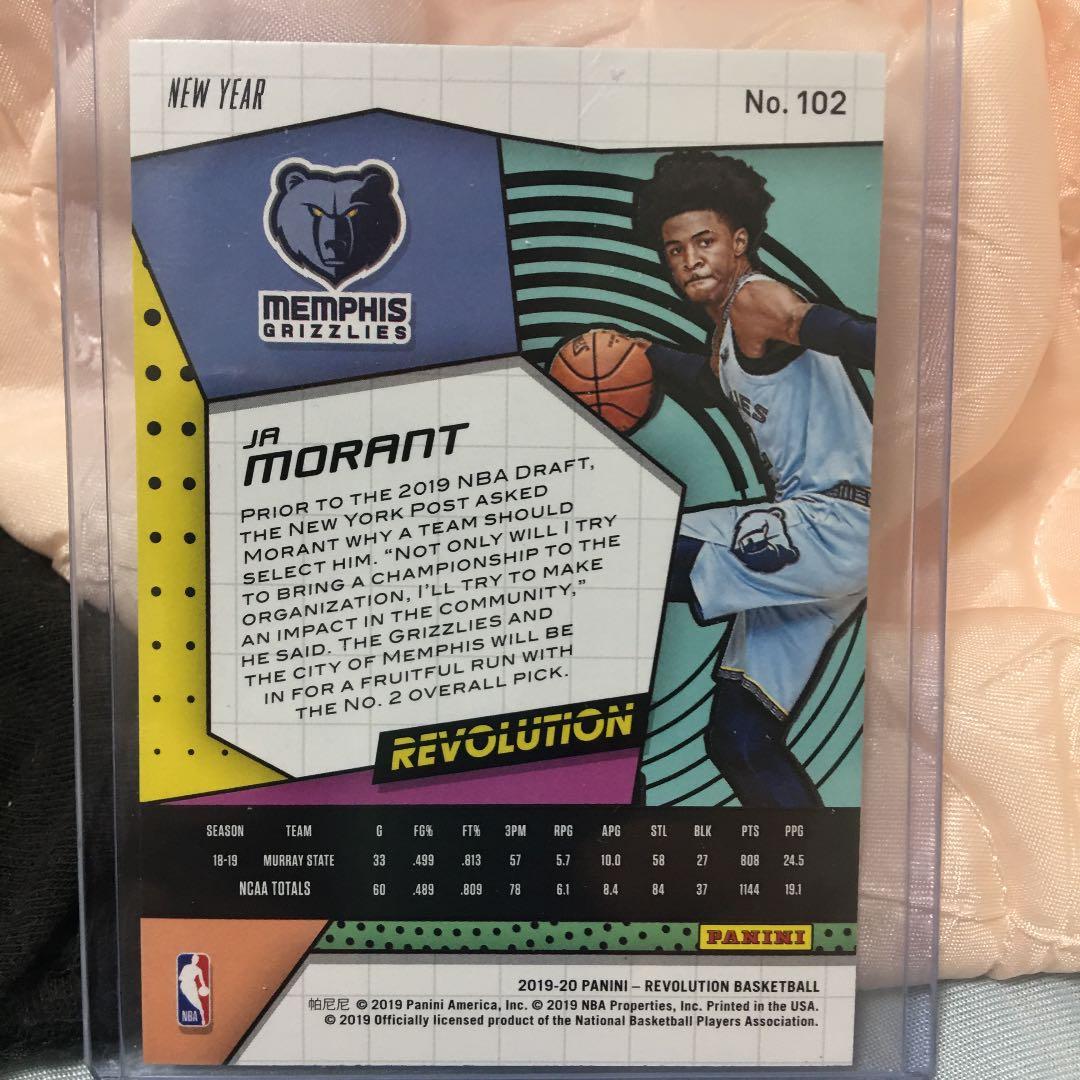 NEW YEAR
No. 102
MEMPHIS
GRIZZLIES
JA
MORANT
PRIOR TO THE 2019 NBA DRAFT,
THE NEW YORK POST ASKED
MORANT WHY A TEAM SHOULD
SELECT HIM. “NOT ONLY WILL I TRY
TO BRING A CHAMPIONSHIP TO THE
ORGANIZATION, I’LL TRY TO MAKE
AN IMPACT IN THE COMMUNITY,”
HE SAID. THE GRIZZLIES AND
THE CITY OF MEMPHIS WILL BE
IN FOR A FRUITFUL RUN WITH
THE NO. 2 OVERALL PICK.
REVOLUTION
SEASON TEAM G FG% FT% 3PM RPG APG STL BLK PTS PPG
18-19 MURRAY STATE 33 .499 .813 57 5.7 10.0 58 27 808 24.5
NCAA TOTALS 60 .489 .809 78 6.1 8.4 84 37 1144 19.1
PANINI
NBA
2019-20 PANINI – REVOLUTION BASKETBALL
帕尼尼 © 2019 Panini America, Inc. © 2019 NBA Properties, Inc. Printed in the USA.
© 2019 Officially licensed product of the National Basketball Players Association.